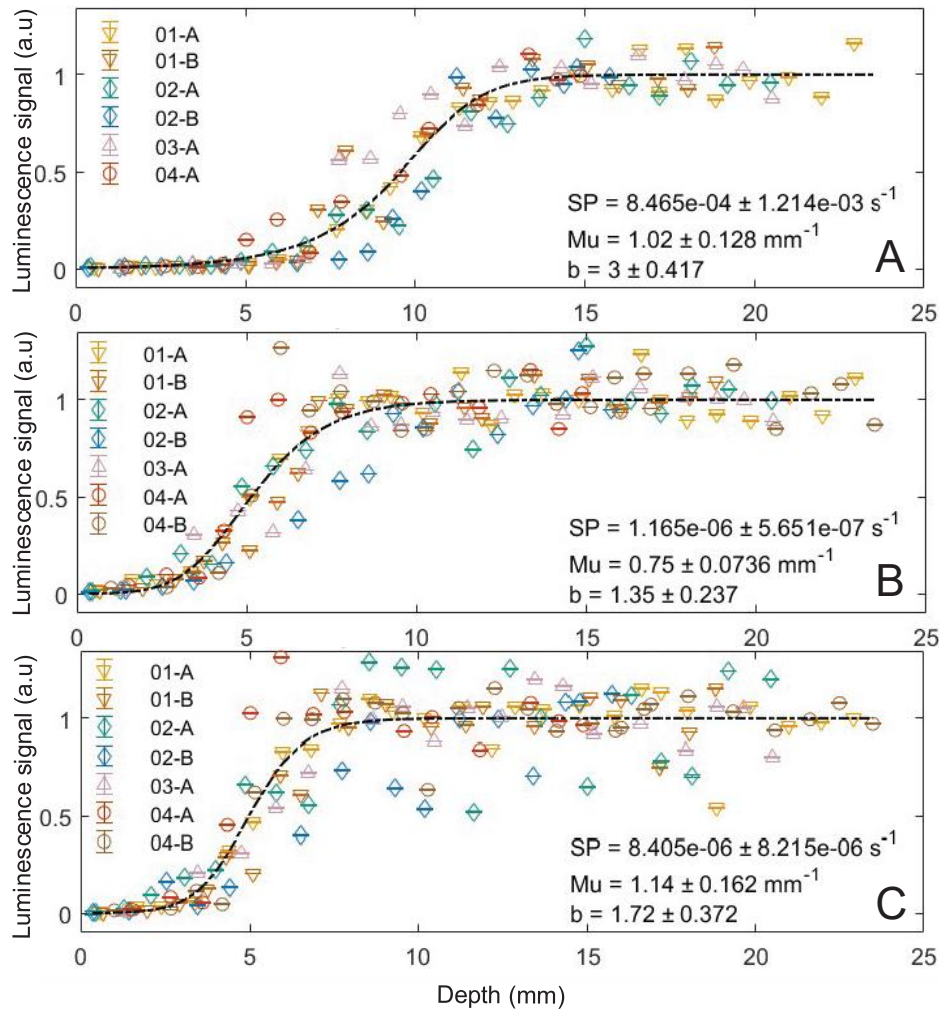 Luminescence signal (a.u)
01-A
01-B
02-A
02-B
03-A
04-A
1
0.5
0
SP = 8.465e-04 ± 1.214e-03 s-1
Mu = 1.02 ± 0.128 mm-1
b = 3 ± 0.417
A
0 5 10 15 20 25
Luminescence signal (a.u)
01-A
01-B
02-A
02-B
03-A
04-A
04-B
1
0.5
0
SP = 1.165e-06 ± 5.651e-07 s-1
Mu = 0.75 ± 0.0736 mm-1
b = 1.35 ± 0.237
B
0 5 10 15 20 25
Luminescence signal (a.u)
01-A
01-B
02-A
02-B
03-A
04-A
04-B
1
0.5
0
SP = 8.405e-06 ± 8.215e-06 s-1
Mu = 1.14 ± 0.162 mm-1
b = 1.72 ± 0.372
C
0 5 10 15 20 25
Depth (mm)